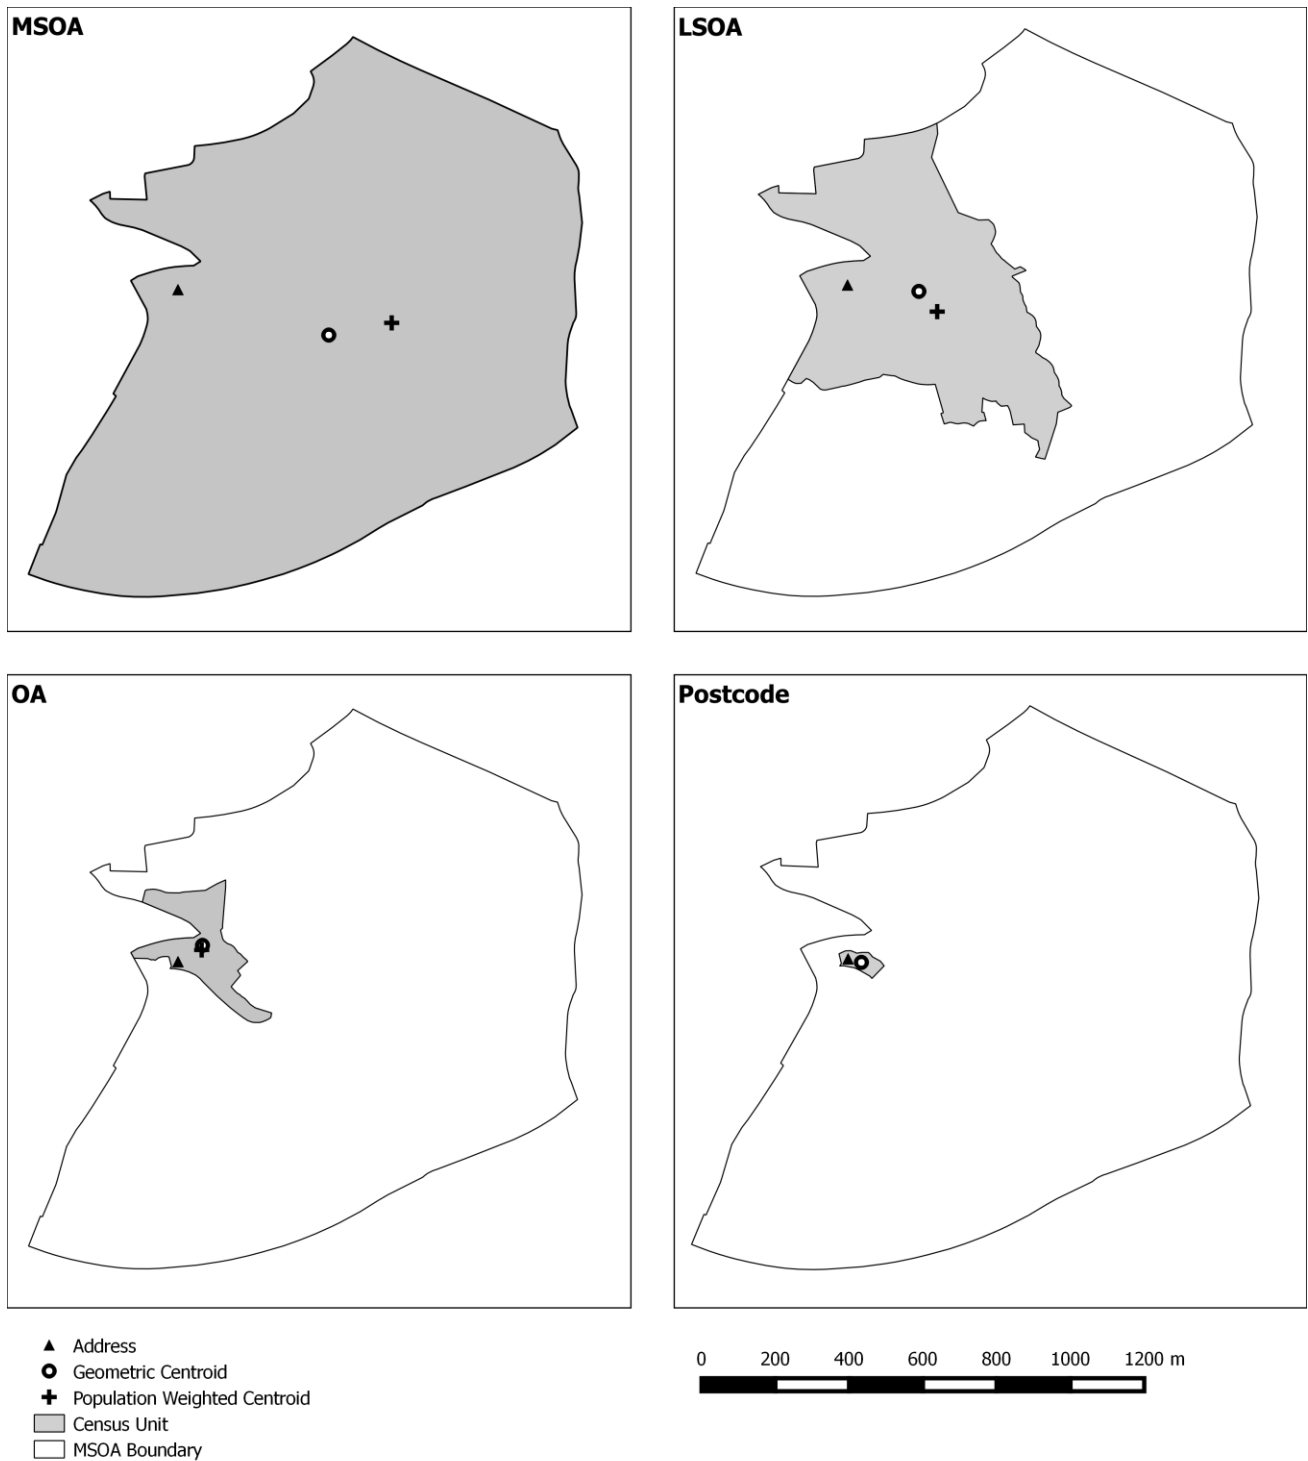 MSOA
LSOA
OA
Postcode
Address
Geometric Centroid
Population Weighted Centroid
Census Unit
MSOA Boundary
0 200 400 600 800 1000 1200 m